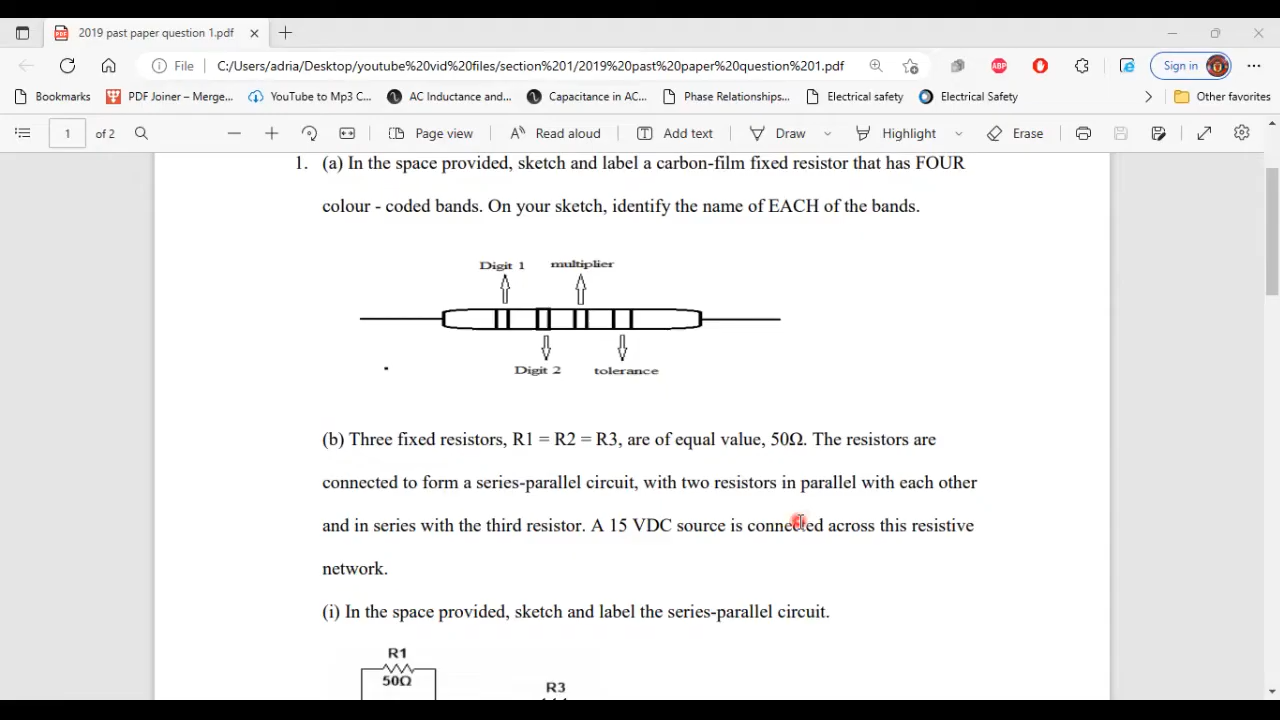 2019 past paper question 1.pdf
File C:/Users/adria/Desktop/youtube%20vid%20files/section%201/2019%20past%20paper%20question%201.pdf ABP Sign in
Bookmarks PDF Joiner – Merge... YouTube to Mp3 C... AC Inductance and... Capacitance in AC... Phase Relationships... Electrical safety Electrical Safety Other favorites
1 of 2 Page view Read aloud Add text Draw Highlight Erase
1. (a) In the space provided, sketch and label a carbon-film fixed resistor that has FOUR
colour - coded bands. On your sketch, identify the name of EACH of the bands.
Digit 1 multiplier
Digit 2 tolerance
(b) Three fixed resistors, R1 = R2 = R3, are of equal value, 50Ω. The resistors are
connected to form a series-parallel circuit, with two resistors in parallel with each other
and in series with the third resistor. A 15 VDC source is connected across this resistive
network.
(i) In the space provided, sketch and label the series-parallel circuit.
R1
50Ω
R3